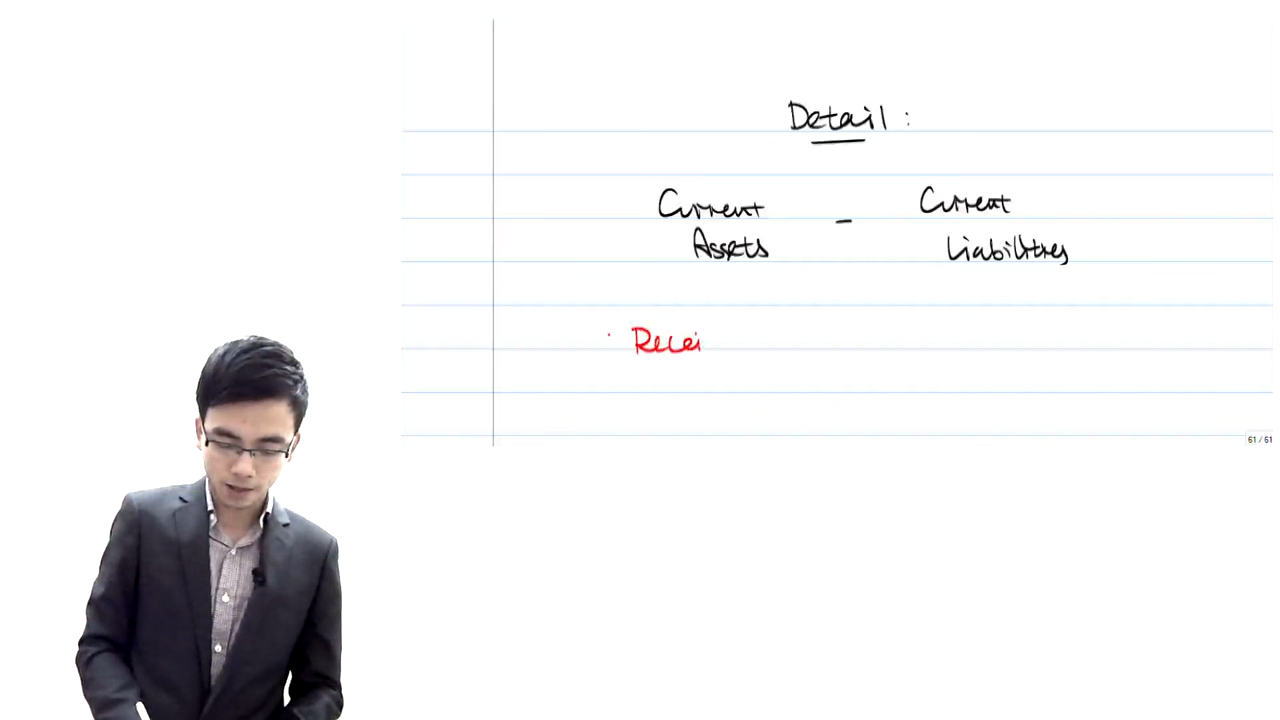 Detail :
Current - Current
Assets Liabilities
· Recei
61 / 61